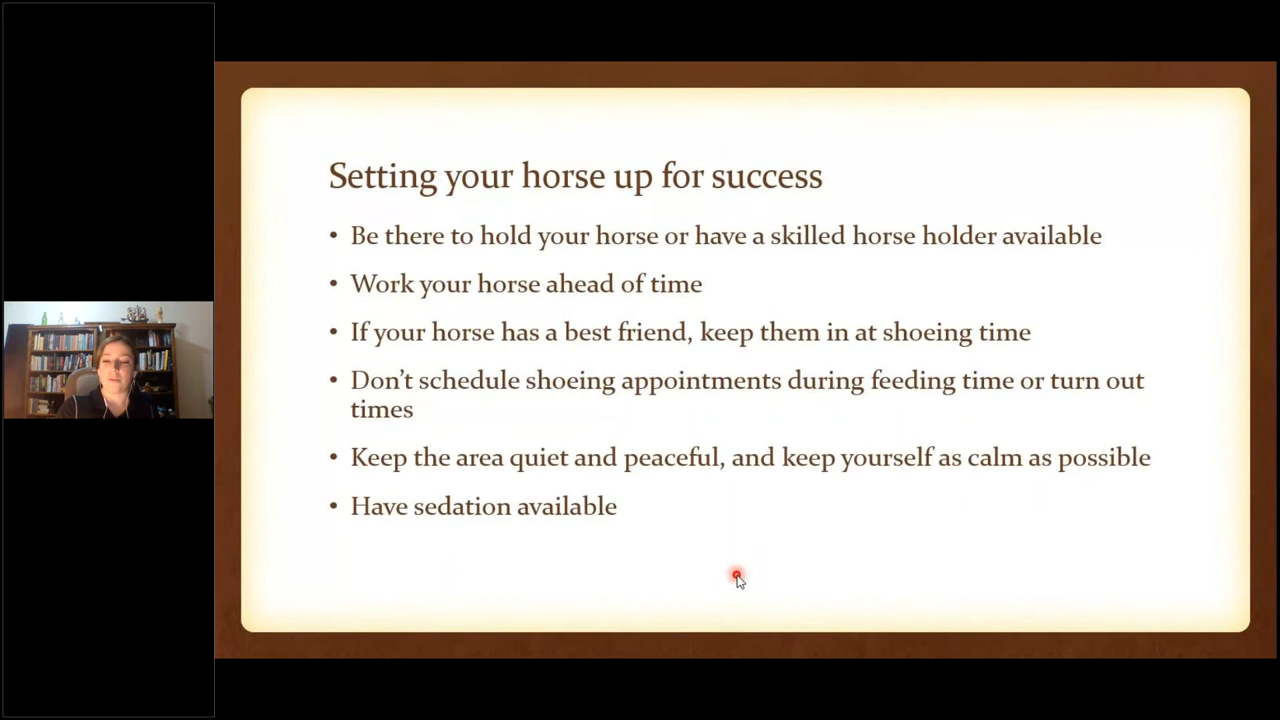 Setting your horse up for success
• Be there to hold your horse or have a skilled horse holder available
• Work your horse ahead of time
• If your horse has a best friend, keep them in at shoeing time
• Don’t schedule shoeing appointments during feeding time or turn out
times
• Keep the area quiet and peaceful, and keep yourself as calm as possible
• Have sedation available